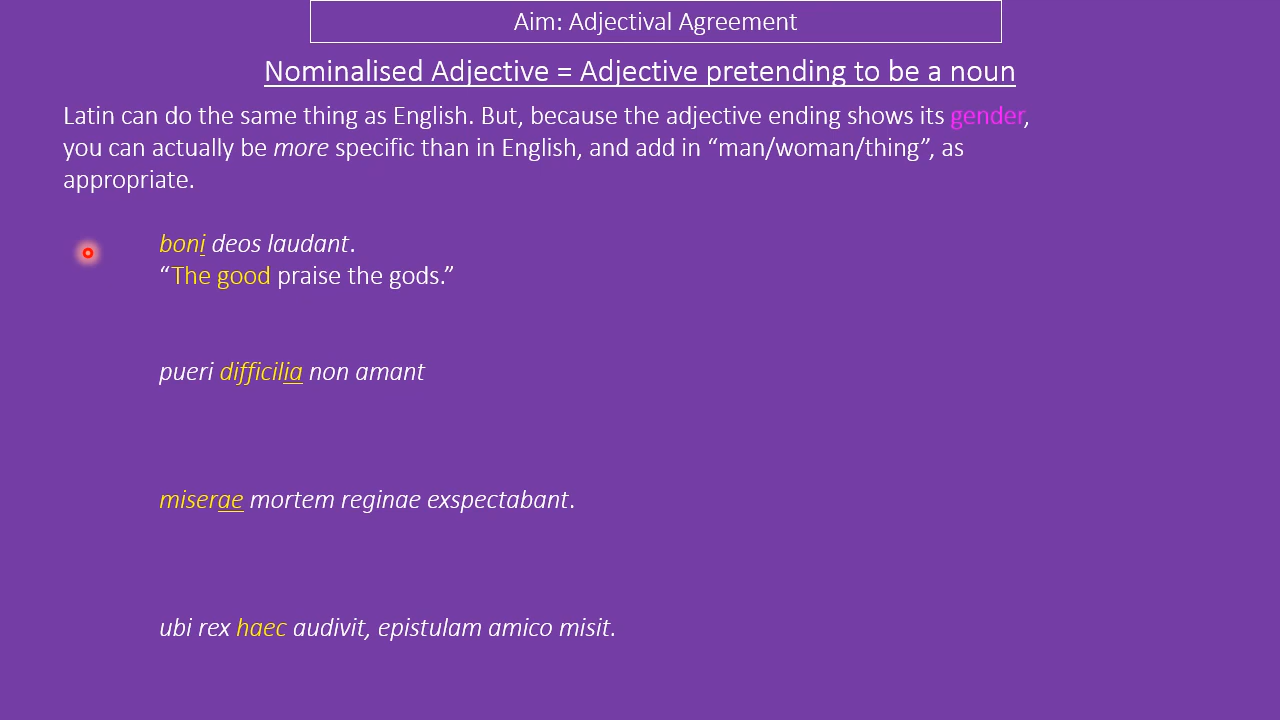 Aim: Adjectival Agreement
Nominalised Adjective = Adjective pretending to be a noun
Latin can do the same thing as English. But, because the adjective ending shows its gender,
you can actually be more specific than in English, and add in “man/woman/thing”, as
appropriate.
boni deos laudant.
“The good praise the gods.”
pueri difficilia non amant
miserae mortem reginae exspectabant.
ubi rex haec audivit, epistulam amico misit.